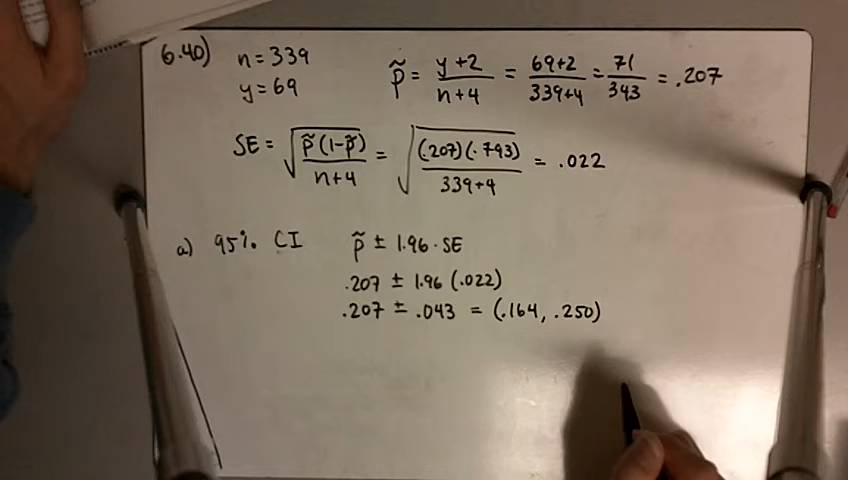 6.40) n = 339 p̃ = y+2 / n+4 = 69+2 / 339+4 = 71 / 343 = .207
y = 69
SE = √(p̃(1-p̃) / n+4) = √((.207)(.793) / 339+4) = .022
a) 95% CI p̃ ± 1.96 · SE
.207 ± 1.96 (.022)
.207 ± .043 = (.164, .250)